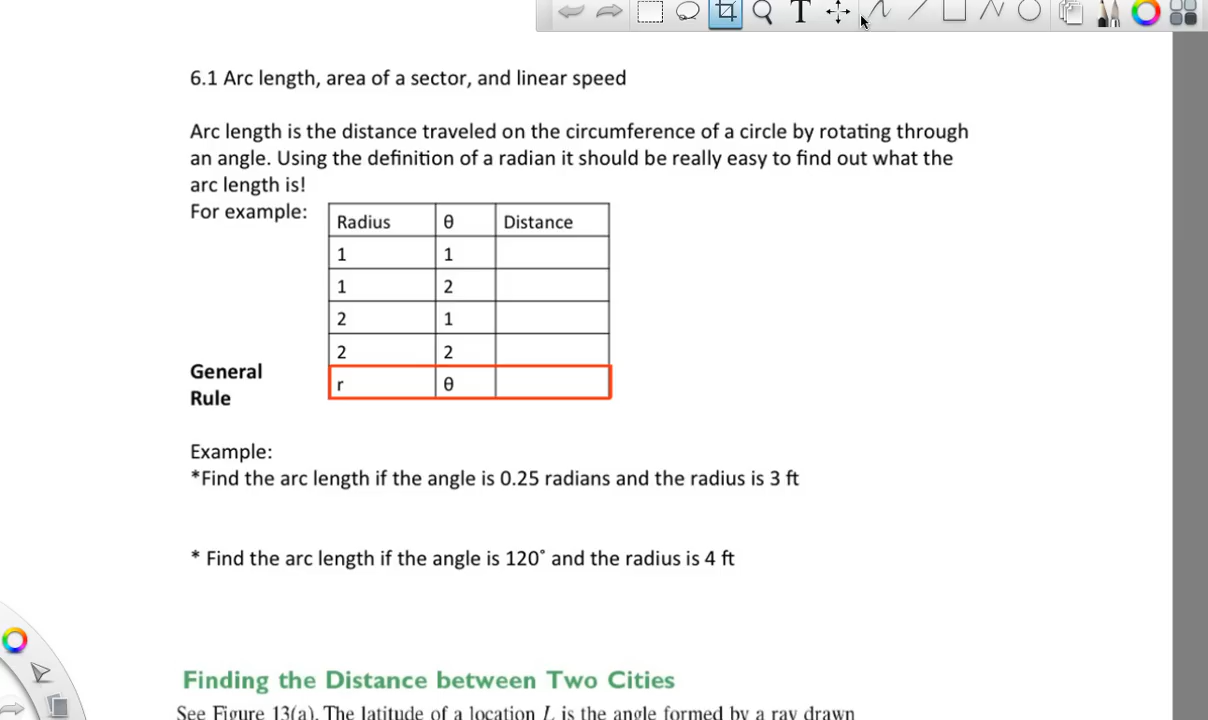 T
6.1 Arc length, area of a sector, and linear speed
Arc length is the distance traveled on the circumference of a circle by rotating through
an angle. Using the definition of a radian it should be really easy to find out what the
arc length is!
For example:
Radius θ Distance
1 1
1 2
2 1
2 2
General
Rule
r θ
Example:
*Find the arc length if the angle is 0.25 radians and the radius is 3 ft
* Find the arc length if the angle is 120˚ and the radius is 4 ft
Finding the Distance between Two Cities
See Figure 13(a). The latitude of a location L is the angle formed by a ray drawn